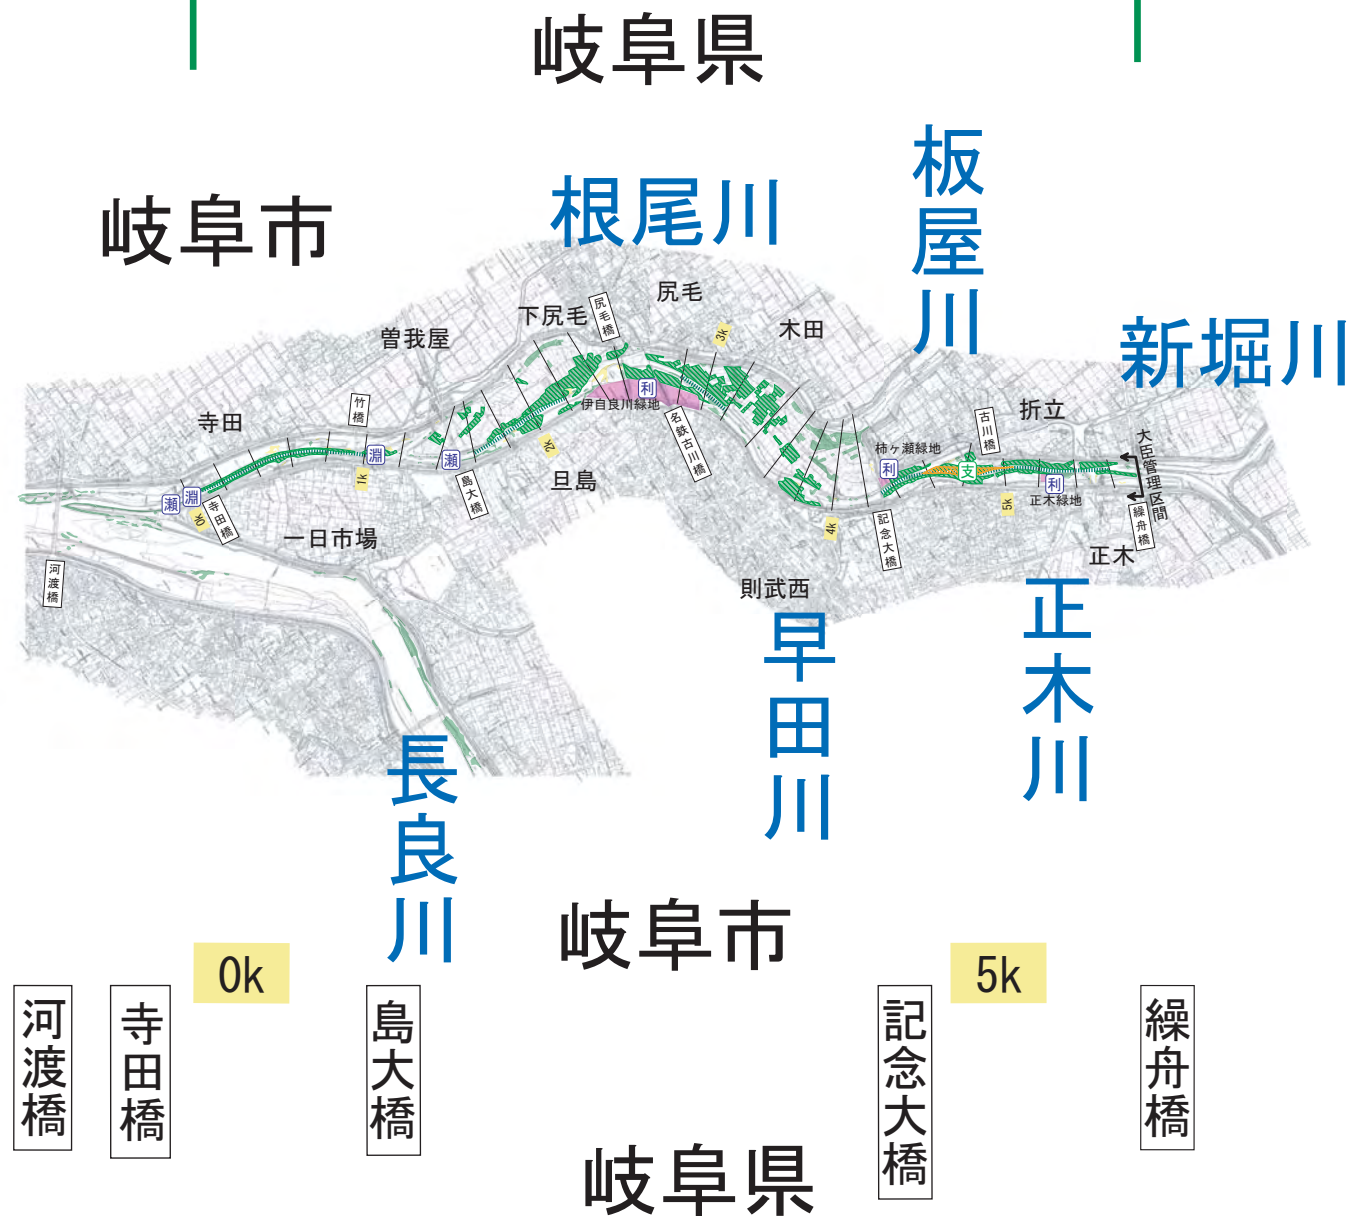 岐阜県
板屋川
根尾川
岐阜市
新堀川
尻毛
下尻毛
尻毛橋
木田
曽我屋
3k
利
伊自良川緑地
名鉄古川橋
竹橋
寺田
折立
古川橋
大臣管理区間
柿ヶ瀬緑地
淵
瀬
2k
利
支
利
1k
島大橋
旦島
正木緑地
5k
瀬
淵
0k
寺田橋
4k
記念大橋
繰舟橋
一日市場
正木
河渡橋
則武西
早田川
正木川
長良川
岐阜市
0k
5k
河渡橋
寺田橋
島大橋
記念大橋
繰舟橋
岐阜県